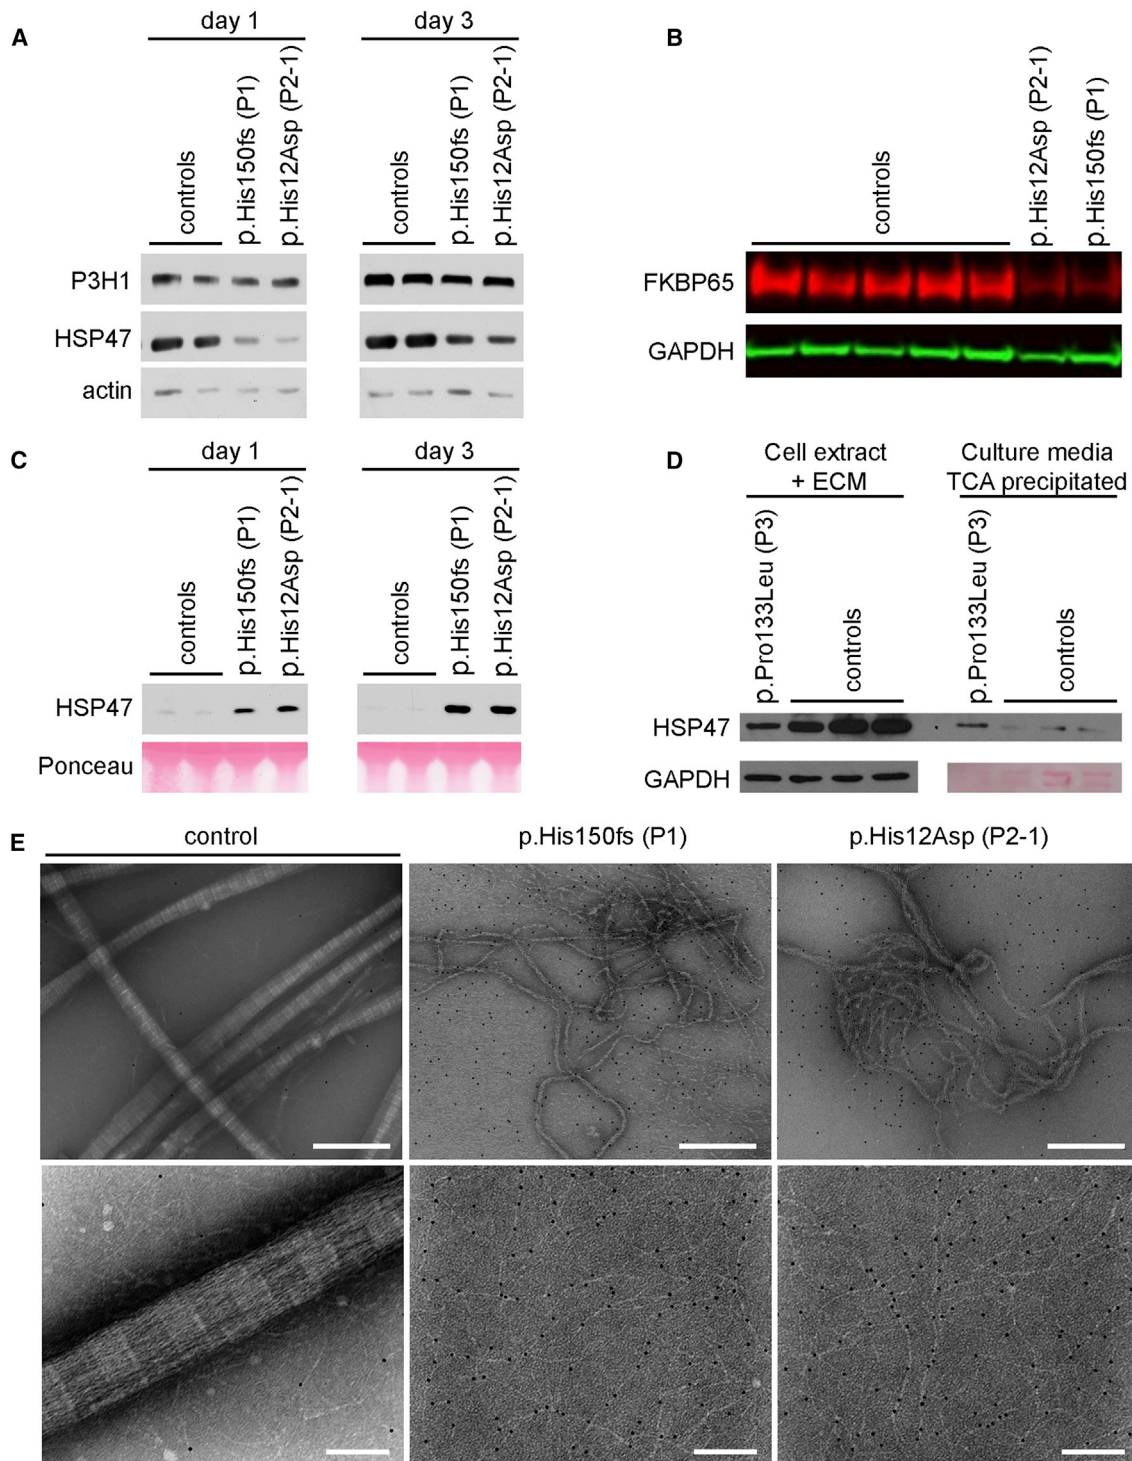 A
day 1
day 3
controls
p.His150fs (P1)
p.His12Asp (P2-1)
controls
p.His150fs (P1)
p.His12Asp (P2-1)
P3H1
HSP47
actin
B
controls
p.His12Asp (P2-1)
p.His150fs (P1)
FKBP65
GAPDH
C
day 1
day 3
controls
p.His150fs (P1)
p.His12Asp (P2-1)
controls
p.His150fs (P1)
p.His12Asp (P2-1)
HSP47
Ponceau
D
Cell extract
+ ECM
Culture media
TCA precipitated
p.Pro133Leu (P3)
controls
p.Pro133Leu (P3)
controls
HSP47
GAPDH
E
control
p.His150fs (P1)
p.His12Asp (P2-1)